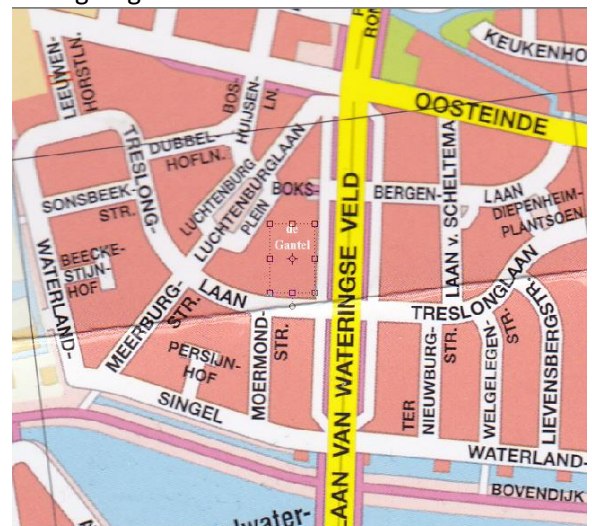 LEEUWEN-
HORSTLN.
BOS-
HUIJSEN-
LN.
KEUKENHO
OOSTEINDE
TRESLONG-
DUBBEL-
HOFLN.
LUCHTENBURG
PLEIN
LUCHTENBURGLAAN
BOKS-
BERGEN-
LAAN
LAAN v. SCHELTEMA
DIEPENHEIM-
PLANTSOEN
SONSBEEK-
STR.
de
Gantel
WATERLAND-
BEECKE-
STIJN-
HOF
LAAN
TRESLONGLAAN
MEERBURG-
STR.
PERSIJN-
HOF
MOERMOND-
STR.
LAAN VAN WATERINGSE VELD
TER
NIEUWBURG-
STR.
WELGELEGEN-
STR.
LIEVENSBERGSTR.
SINGEL
WATERLAND-
BOVENDIJK
water-